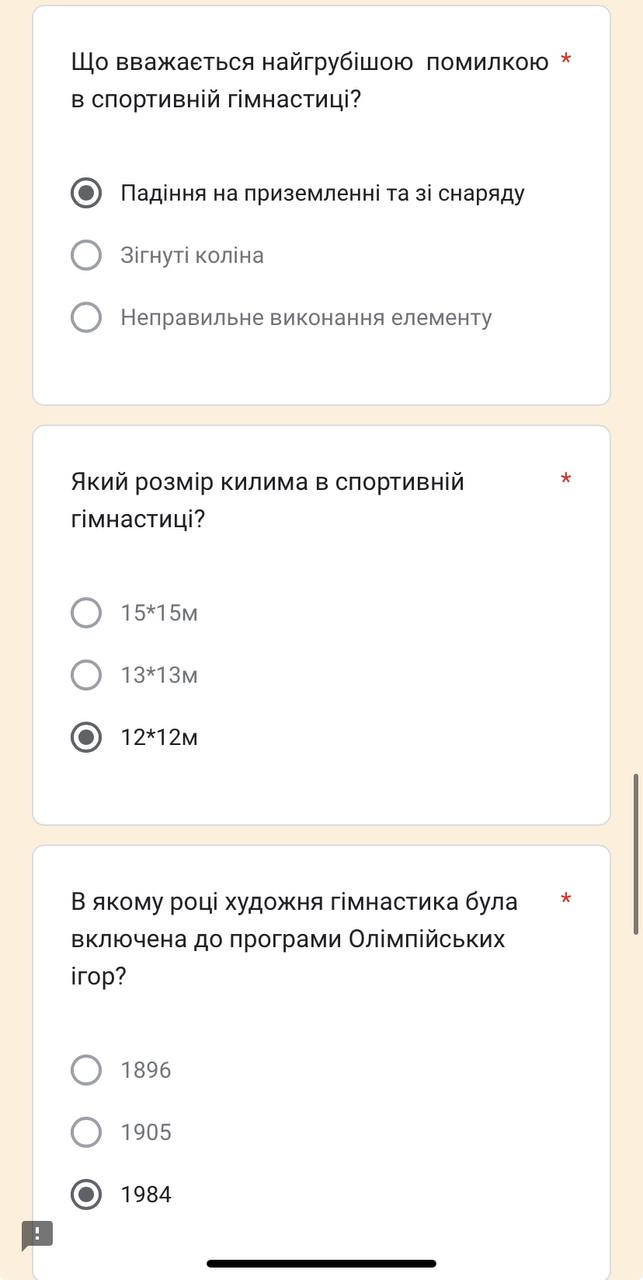 Що вважається найгрубішою помилкою *
в спортивній гімнастиці?
Падіння на приземленні та зі снаряду
Зігнуті коліна
Неправильне виконання елементу
Який розмір килима в спортивній *
гімнастиці?
15*15м
13*13м
12*12м
В якому році художня гімнастика була *
включена до програми Олімпійських
ігор?
1896
1905
1984
!